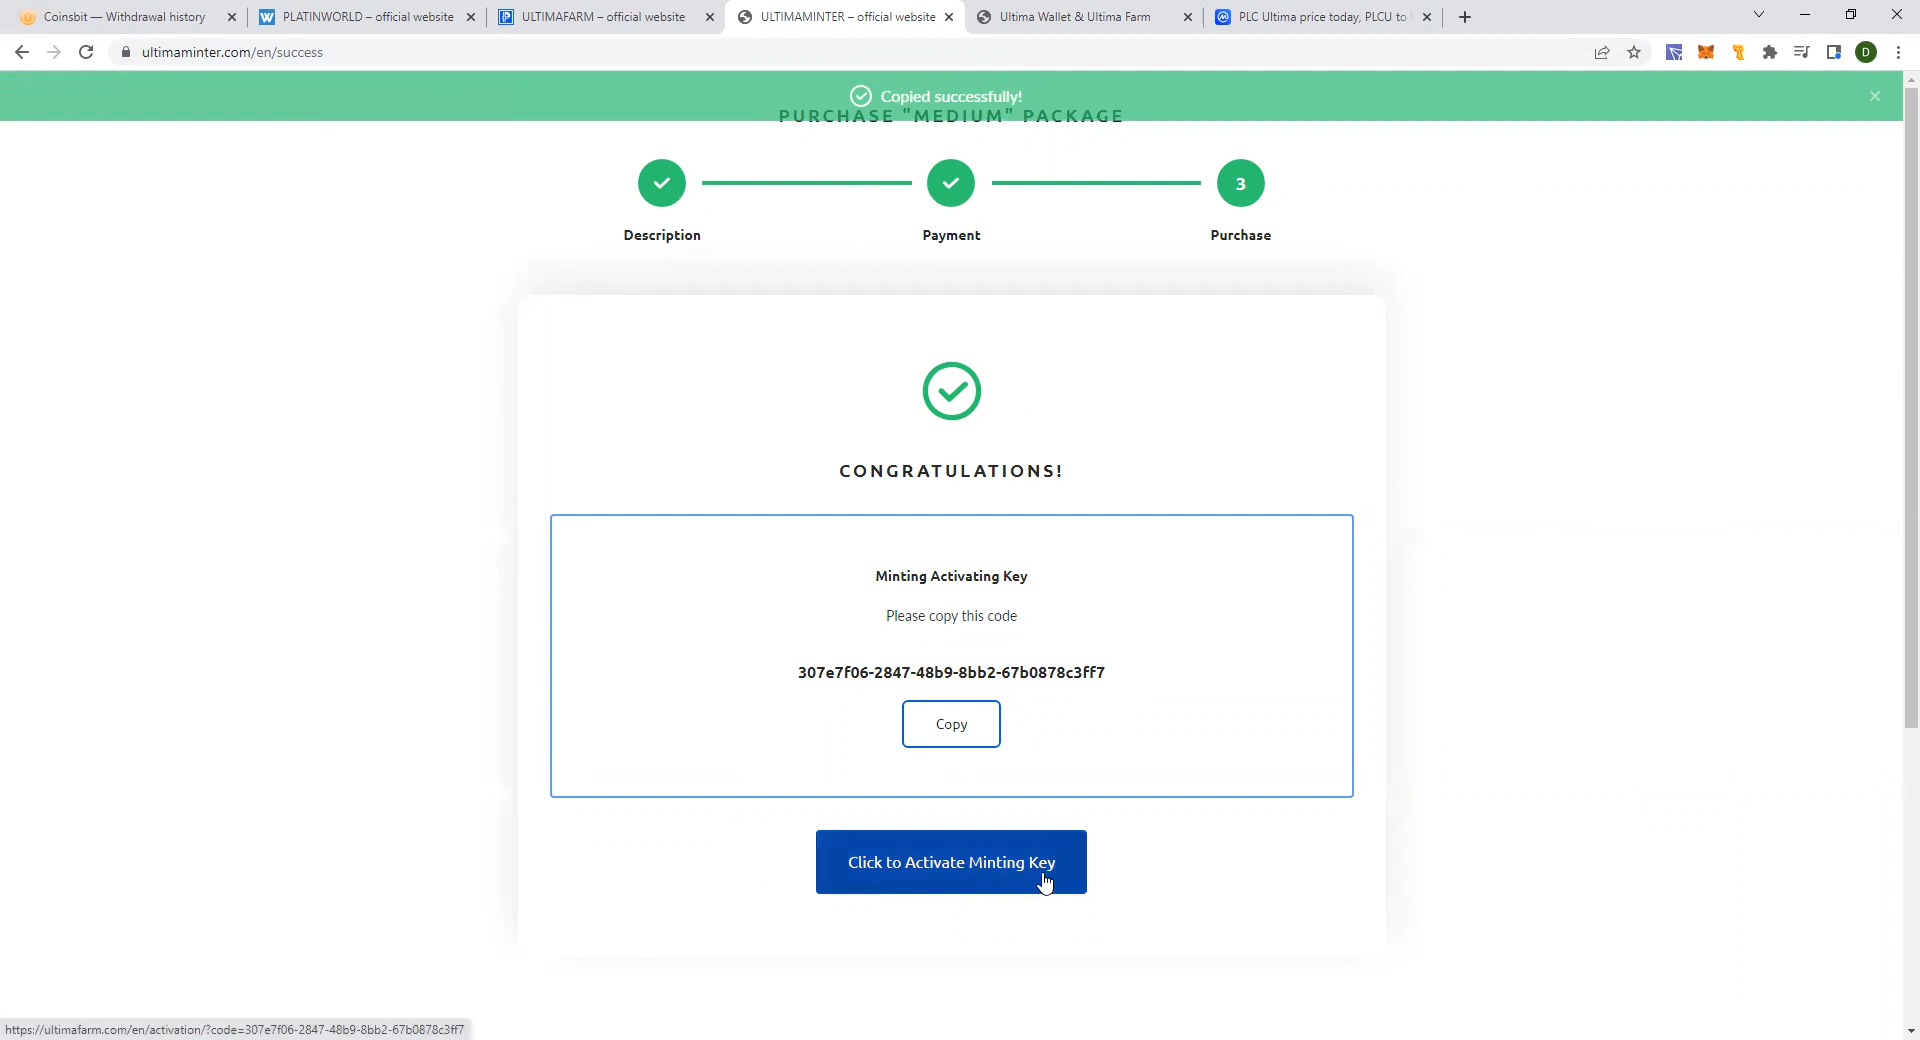 Coinsbit — Withdrawal history
PLATINWORLD – official website
ULTIMAFARM – official website
ULTIMAMINTER – official website
Ultima Wallet & Ultima Farm
PLC Ultima price today, PLCU to
ultimaminter.com/en/success
D
Copied successfully!
PURCHASE "MEDIUM" PACKAGE
3
Description
Payment
Purchase
CONGRATULATIONS!
Minting Activating Key
Please copy this code
307e7f06-2847-48b9-8bb2-67b0878c3ff7
Copy
Click to Activate Minting Key
https://ultimafarm.com/en/activation/?code=307e7f06-2847-48b9-8bb2-67b0878c3ff7